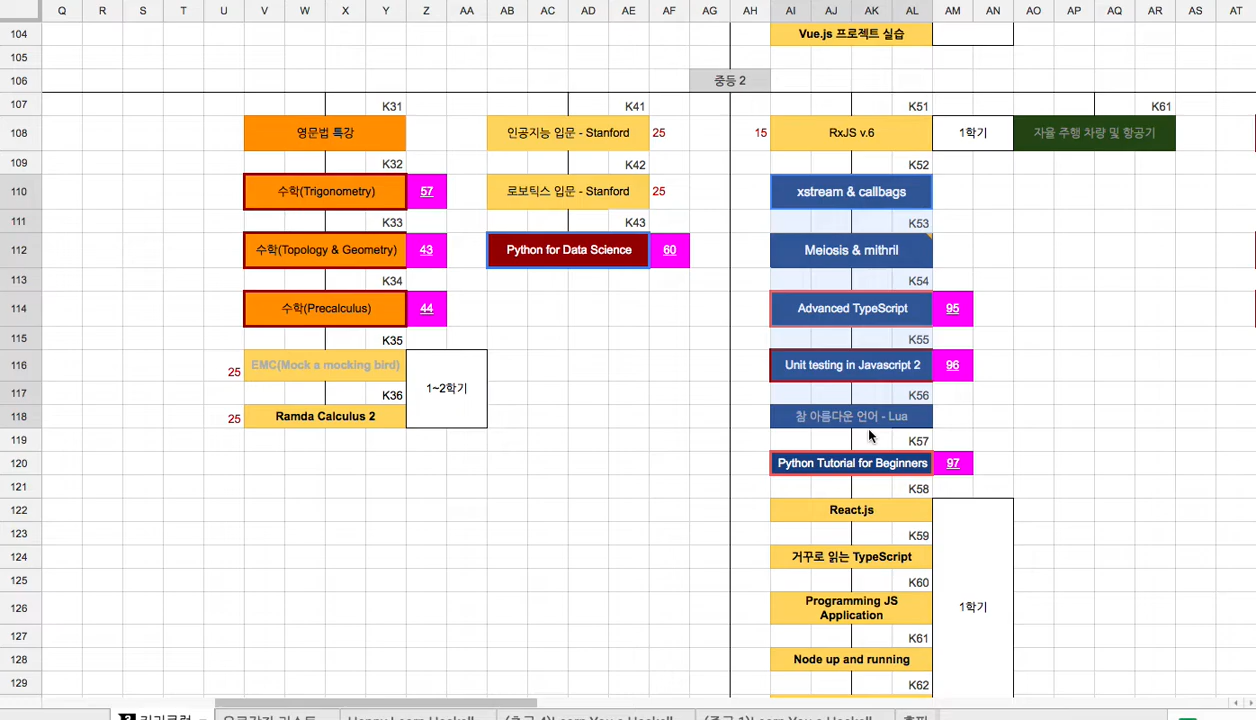 Q R S T U V W X Y Z AA AB AC AD AE AF AG AH AI AJ AK AL AM AN AO AP AQ AR AS AT
104 Vue.js 프로젝트 실습
105
106 중등 2
107 K31 K41 K51 K61
108 영문법 특강 인공지능 입문 - Stanford 25 15 RxJS v.6 1학기 자율 주행 차량 및 항공기
109 K32 K42 K52
110 수학(Trigonometry) 57 로보틱스 입문 - Stanford 25 xstream & callbags
111 K33 K43 K53
112 수학(Topology & Geometry) 43 Python for Data Science 60 Meiosis & mithril
113 K34 K54
114 수학(Precalculus) 44 Advanced TypeScript 95
115 K35 K55
116 25 EMC(Mock a mocking bird) 1~2학기 Unit testing in Javascript 2 96
117 K36 K56
118 25 Ramda Calculus 2 참 아름다운 언어 - Lua
119 K57
120 Python Tutorial for Beginners 97
121 K58
122 React.js
123 K59
124 거꾸로 읽는 TypeScript
125 K60
126 Programming JS
Application 1학기
127 K61
128 Node up and running
129 K62